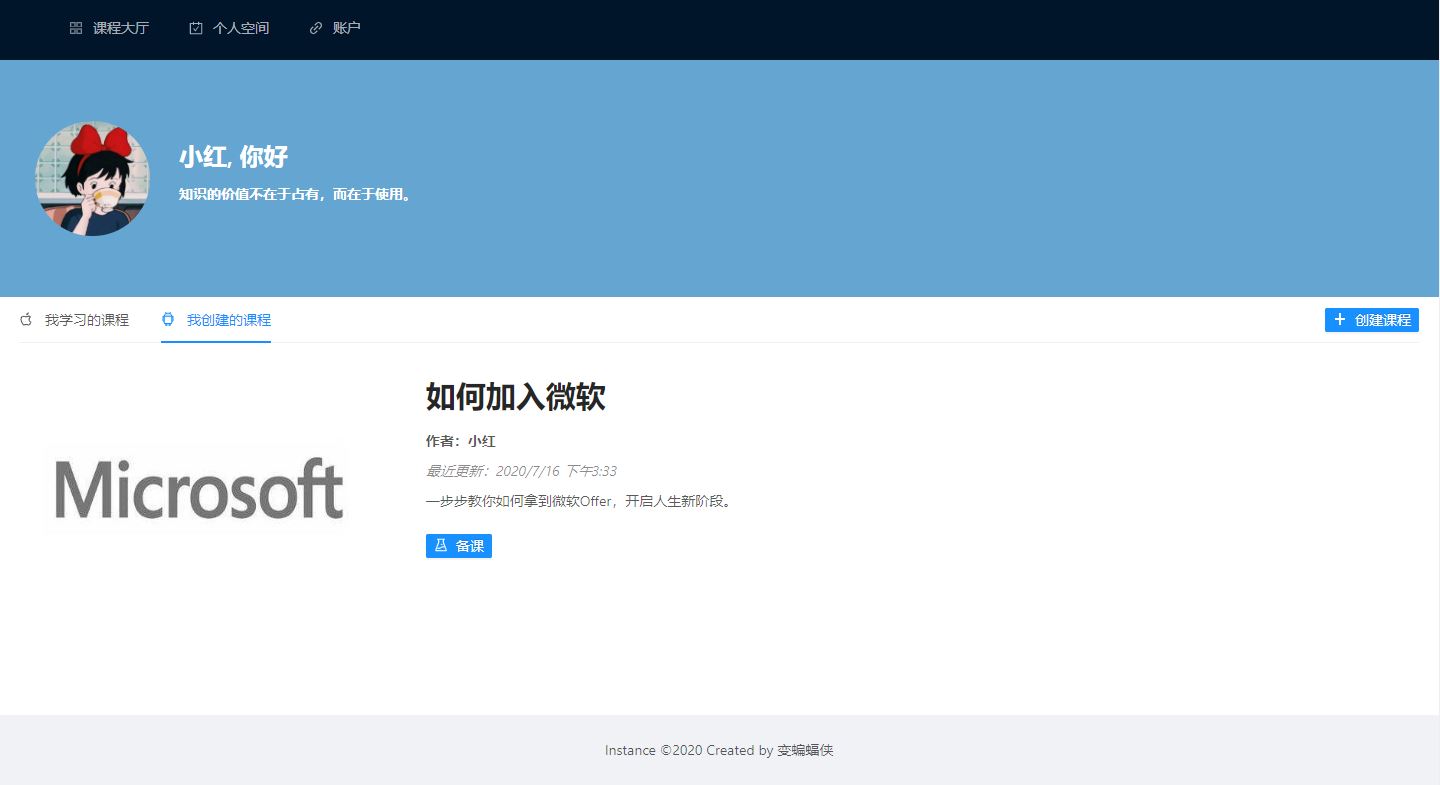 课程大厅 个人空间 账户
小红, 你好
知识的价值不在于占有，而在于使用。
我学习的课程 我创建的课程 创建课程
如何加入微软
作者：小红
最近更新：2020/7/16 下午3:33
Microsoft
一步步教你如何拿到微软Offer，开启人生新阶段。
备课
Instance ©2020 Created by 变蝙蝠侠